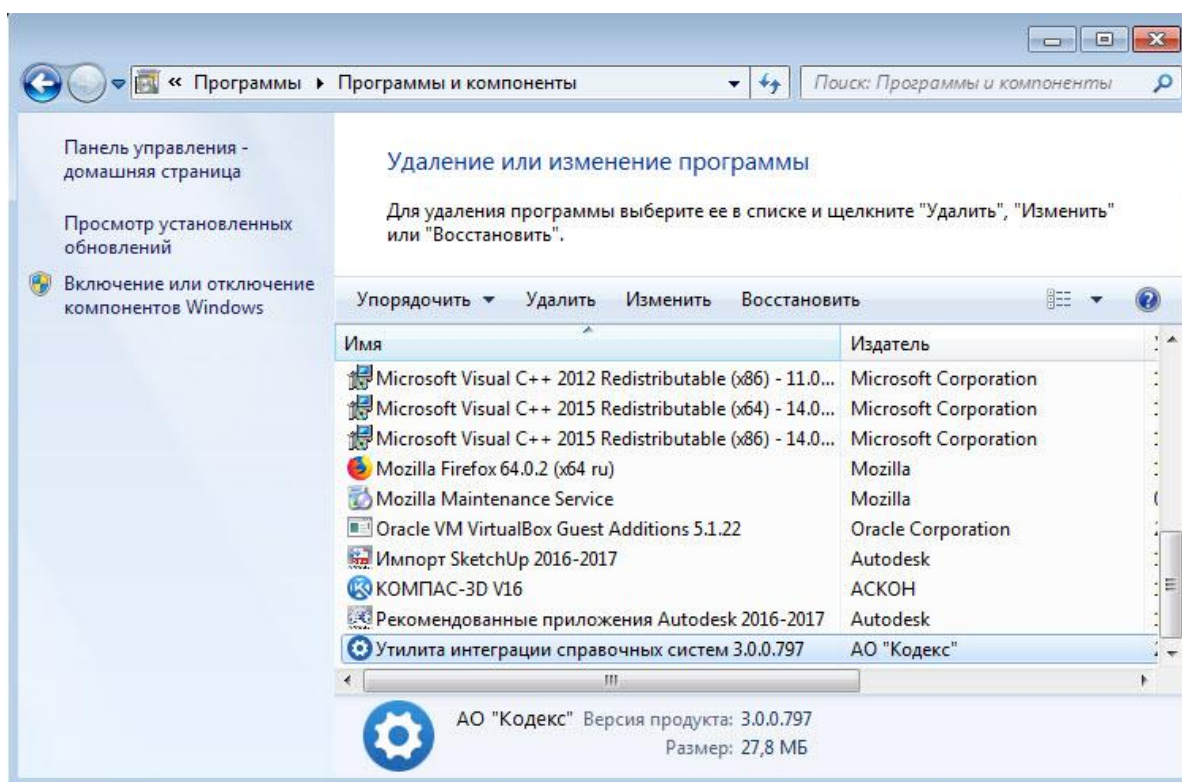 « Программы ▸ Программы и компоненты
Поиск: Программы и компоненты
Панель управления -
домашняя страница
Просмотр установленных
обновлений
Включение или отключение
компонентов Windows
Удаление или изменение программы
Для удаления программы выберите ее в списке и щелкните "Удалить", "Изменить"
или "Восстановить".
Упорядочить Удалить Изменить Восстановить
Имя Издатель
Microsoft Visual C++ 2012 Redistributable (x86) - 11.0... Microsoft Corporation
Microsoft Visual C++ 2015 Redistributable (x64) - 14.0... Microsoft Corporation
Microsoft Visual C++ 2015 Redistributable (x86) - 14.0... Microsoft Corporation
Mozilla Firefox 64.0.2 (x64 ru) Mozilla
Mozilla Maintenance Service Mozilla
Oracle VM VirtualBox Guest Additions 5.1.22 Oracle Corporation
Импорт SketchUp 2016-2017 Autodesk
КОМПАС-3D V16 АСКОН
Рекомендованные приложения Autodesk 2016-2017 Autodesk
Утилита интеграции справочных систем 3.0.0.797 АО "Кодекс"
АО "Кодекс" Версия продукта: 3.0.0.797
Размер: 27,8 МБ